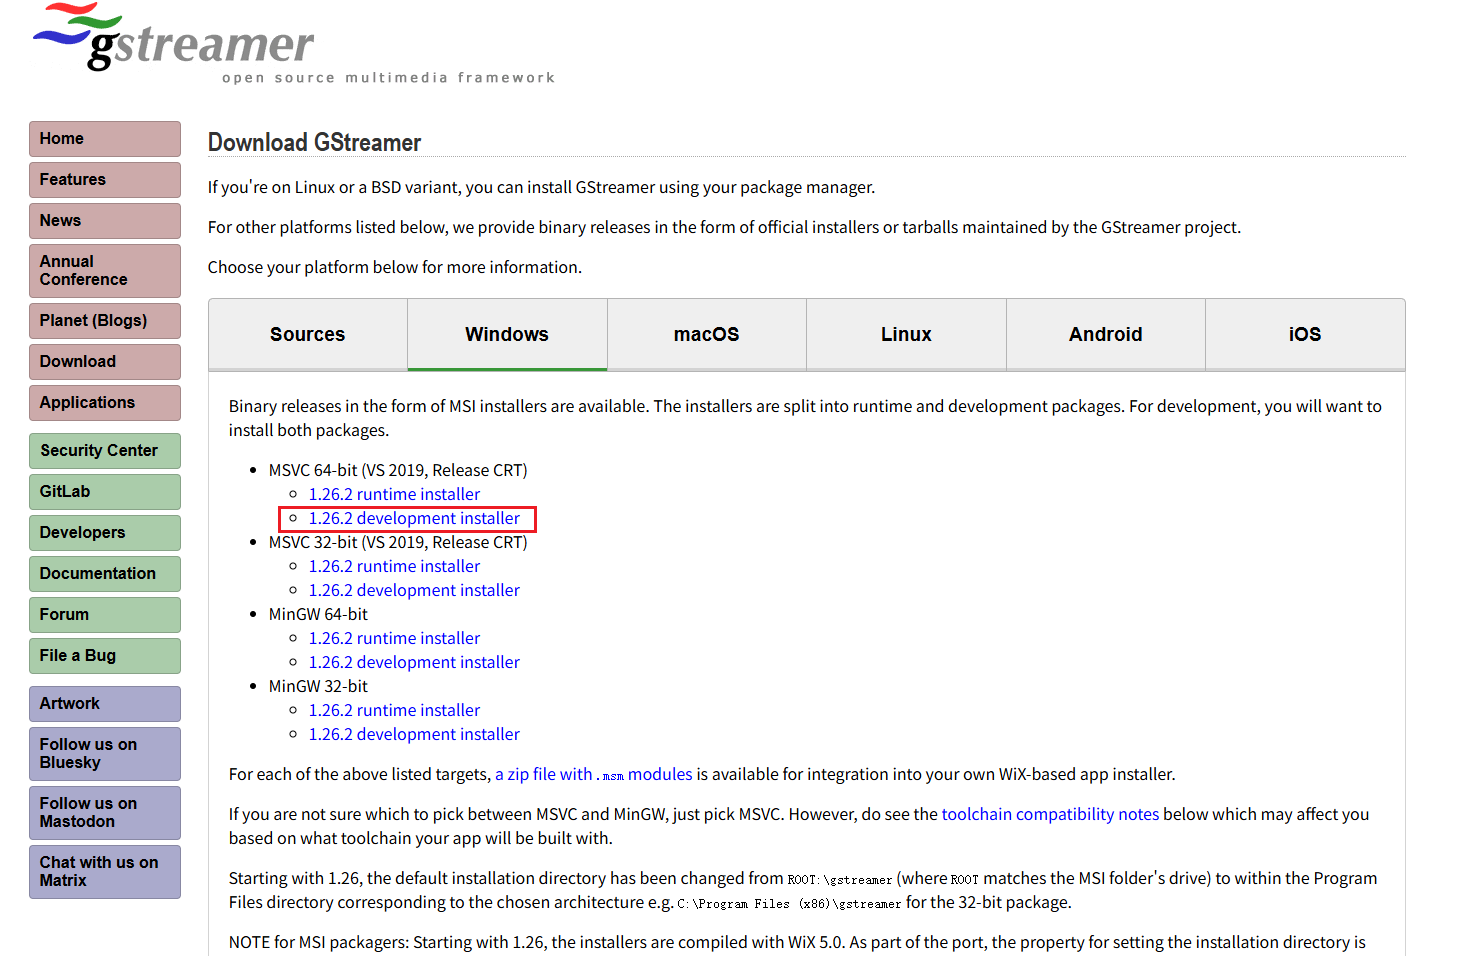 gstreamer
open source multimedia framework
Home
Features
News
Annual
Conference
Planet (Blogs)
Download
Applications
Security Center
GitLab
Developers
Documentation
Forum
File a Bug
Artwork
Follow us on
Bluesky
Follow us on
Mastodon
Chat with us on
Matrix
Download GStreamer
If you're on Linux or a BSD variant, you can install GStreamer using your package manager.
For other platforms listed below, we provide binary releases in the form of official installers or tarballs maintained by the GStreamer project.
Choose your platform below for more information.
Sources Windows macOS Linux Android iOS
Binary releases in the form of MSI installers are available. The installers are split into runtime and development packages. For development, you will want to
install both packages.
MSVC 64-bit (VS 2019, Release CRT)
1.26.2 runtime installer
1.26.2 development installer
MSVC 32-bit (VS 2019, Release CRT)
1.26.2 runtime installer
1.26.2 development installer
MinGW 64-bit
1.26.2 runtime installer
1.26.2 development installer
MinGW 32-bit
1.26.2 runtime installer
1.26.2 development installer
For each of the above listed targets, a zip file with .msm modules is available for integration into your own WiX-based app installer.
If you are not sure which to pick between MSVC and MinGW, just pick MSVC. However, do see the toolchain compatibility notes below which may affect you
based on what toolchain your app will be built with.
Starting with 1.26, the default installation directory has been changed from ROOT:\gstreamer (where ROOT matches the MSI folder's drive) to within the Program
Files directory corresponding to the chosen architecture e.g. C:\Program Files (x86)\gstreamer for the 32-bit package.
NOTE for MSI packagers: Starting with 1.26, the installers are compiled with WiX 5.0. As part of the port, the property for setting the installation directory is